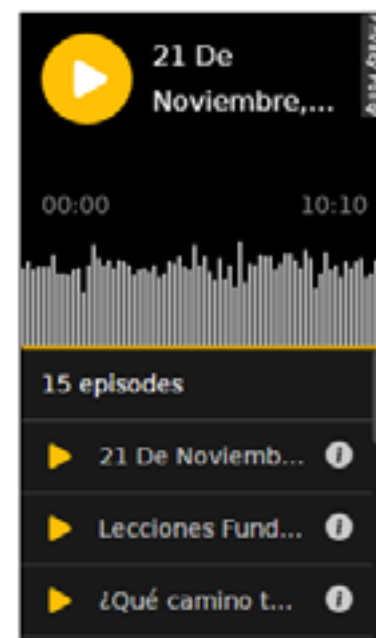 21 De
Noviembre,...
00:00
10:10
15 episodes
21 De Noviemb...
Lecciones Fund...
¿Qué camino t...